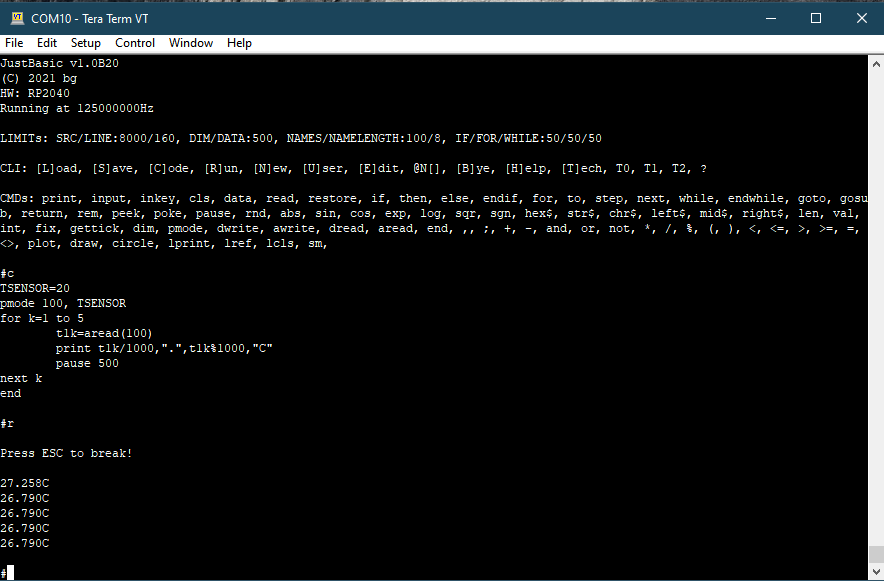 COM10 - Tera Term VT
File Edit Setup Control Window Help
JustBasic v1.0B20
(C) 2021 bg
HW: RP2040
Running at 125000000Hz
LIMITs: SRC/LINE:8000/160, DIM/DATA:500, NAMES/NAMELENGTH:100/8, IF/FOR/WHILE:50/50/50
CLI: [L]oad, [S]ave, [C]ode, [R]un, [N]ew, [U]ser, [E]dit, @N[], [B]ye, [H]elp, [T]ech, T0, T1, T2, ?
CMDs: print, input, inkey, cls, data, read, restore, if, then, else, endif, for, to, step, next, while, endwhile, goto, gosu
b, return, rem, peek, poke, pause, rnd, abs, sin, cos, exp, log, sqr, sgn, hex$, str$, chr$, left$, mid$, right$, len, val,
int, fix, gettick, dim, pmode, dwrite, awrite, dread, aread, end, ,, ;, +, -, and, or, not, *, /, %, (, ), <, <=, >, >=, =,
<>, plot, draw, circle, lprint, lref, lcls, sm,
#c
TSENSOR=20
pmode 100, TSENSOR
for k=1 to 5
t1k=aread(100)
print t1k/1000,".",t1k%1000,"C"
pause 500
next k
end
#r
Press ESC to break!
27.258C
26.790C
26.790C
26.790C
26.790C
#